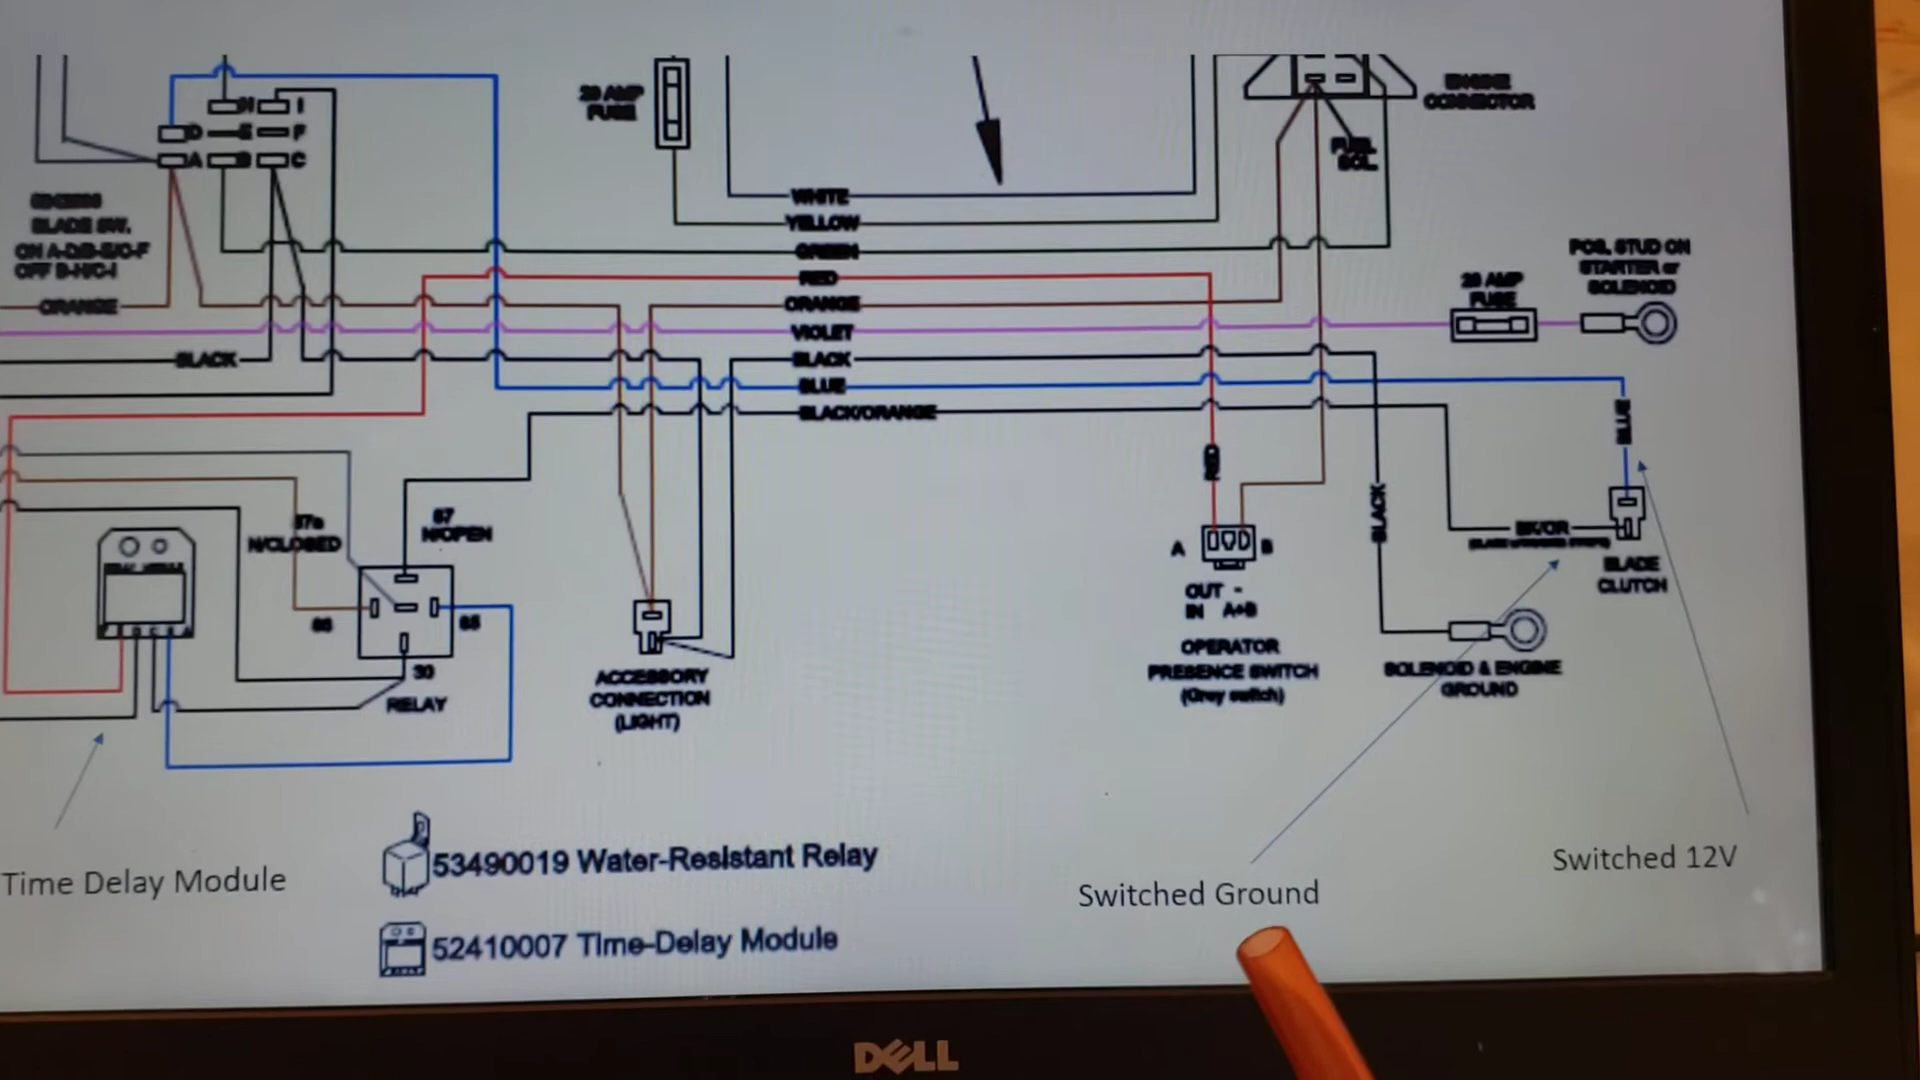 20 AMP
FUSE
ENGINE
CONNECTOR
FUEL
SOL.
H I
D E F
A B C
BLADE SW.
ON A-D/B-E/C-F
OFF B-H/C-I
WHITE
YELLOW
GREEN
RED
ORANGE
ORANGE
VIOLET
BLACK
BLACK
BLUE
BLACK/ORANGE
POS. STUD ON
STARTER or
SOLENOID
20 AMP
FUSE
BLUE
RED
BLACK
87a
N/CLOSED
87
N/OPEN
86
85
30
RELAY
A B
OUT -
IN A+B
OPERATOR
PRESENCE SWITCH
(Grey switch)
BK/OR
BLADE
CLUTCH
SOLENOID & ENGINE
GROUND
ACCESSORY
CONNECTION
(LIGHT)
Time Delay Module
53490019 Water-Resistant Relay
52410007 Time-Delay Module
Switched Ground
Switched 12V
DELL